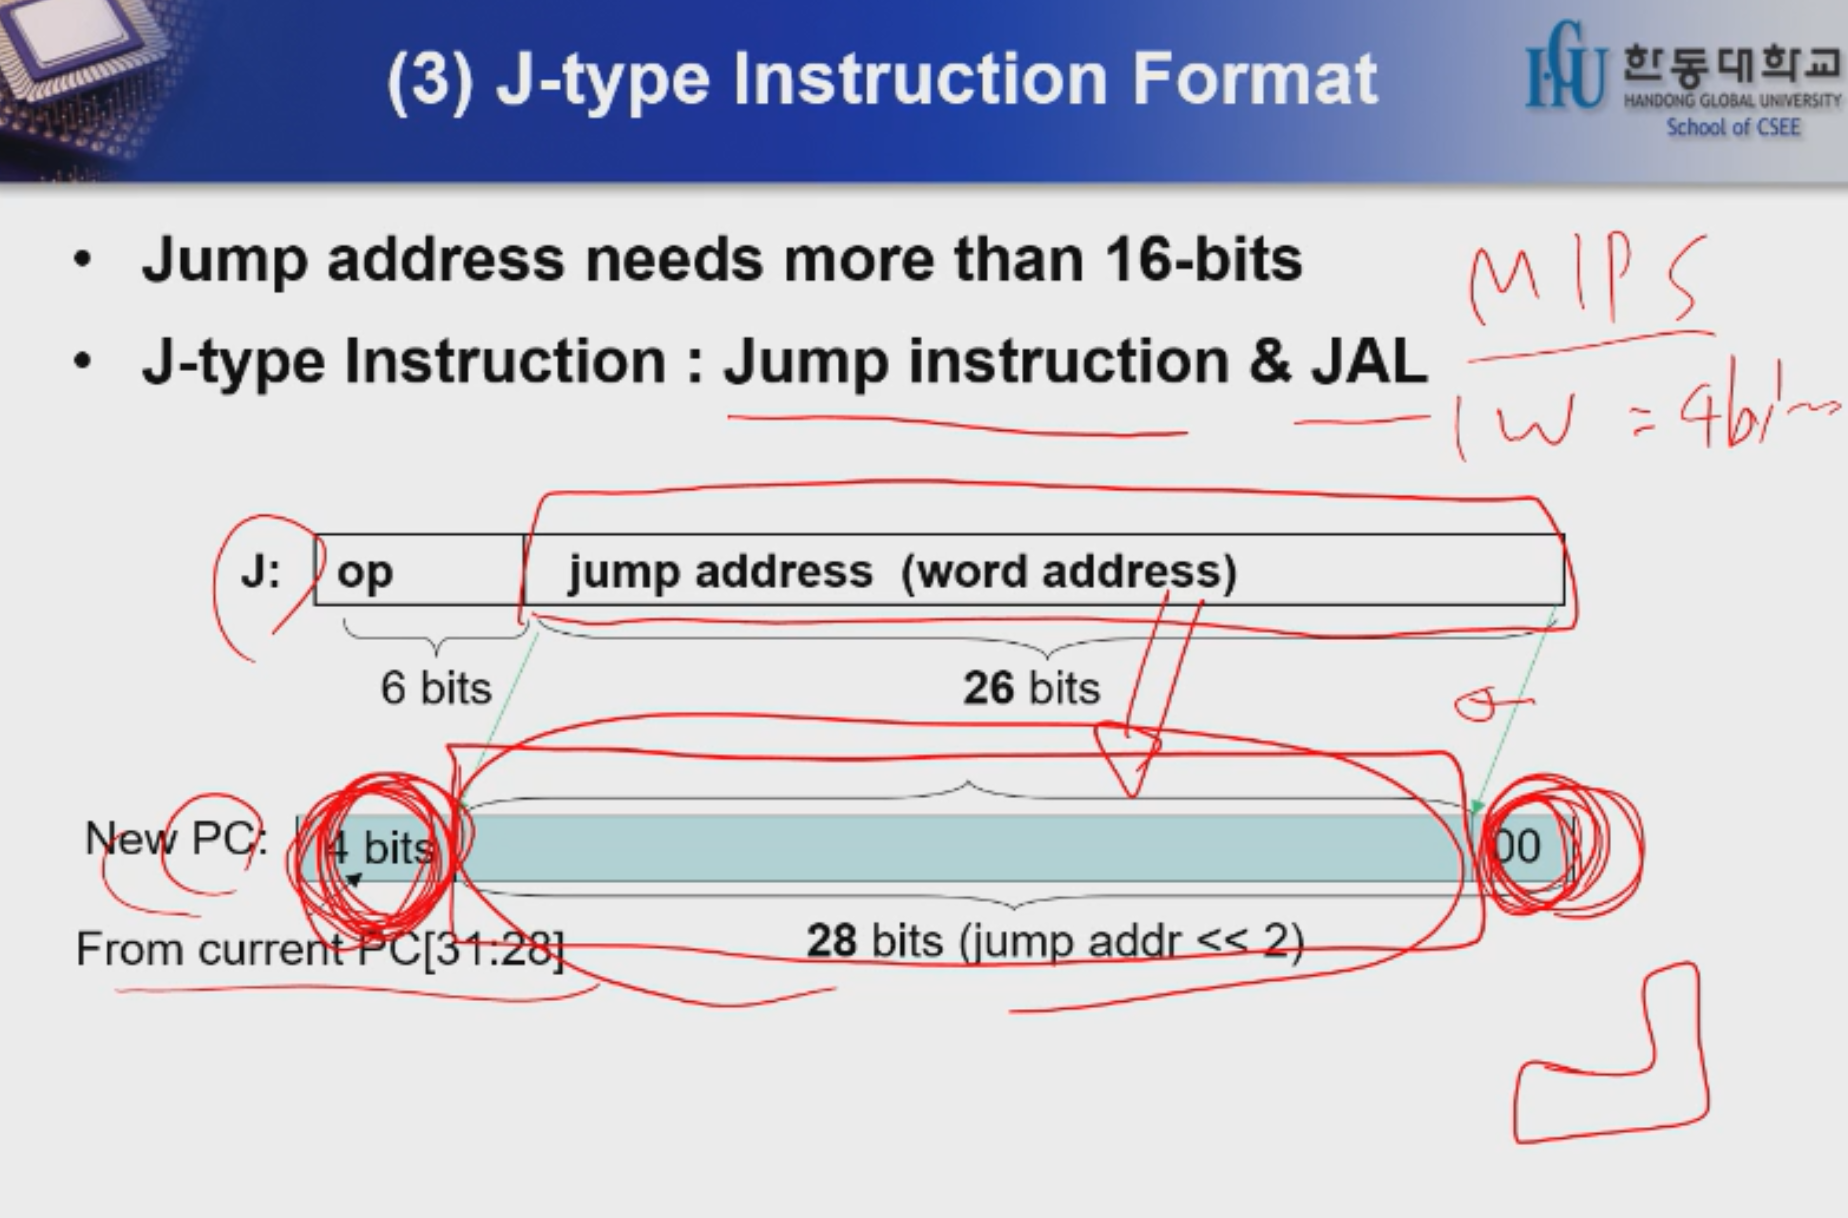 (3) J-type Instruction Format
한동대학교
HANDONG GLOBAL UNIVERSITY
School of CSEE
• Jump address needs more than 16-bits
• J-type Instruction : Jump instruction & JAL
MIPS
1W = 4
J: op jump address (word address)
6 bits 26 bits
New PC: 4 bits 00
From current PC[31:28] 28 bits (jump addr << 2)